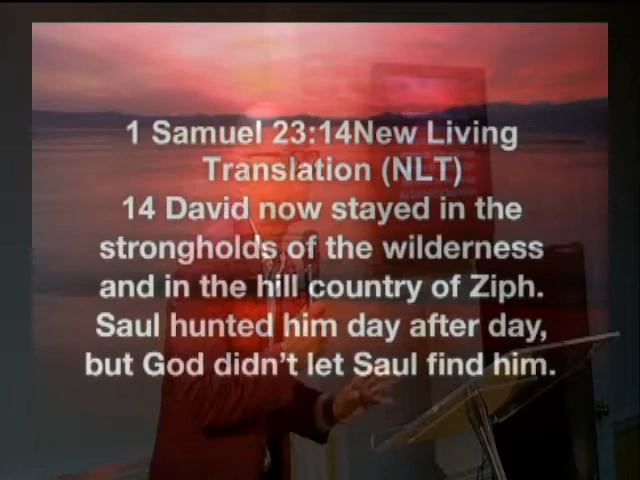 1 Samuel 23:14New Living
Translation (NLT)
14 David now stayed in the
strongholds of the wilderness
and in the hill country of Ziph.
Saul hunted him day after day,
but God didn't let Saul find him.